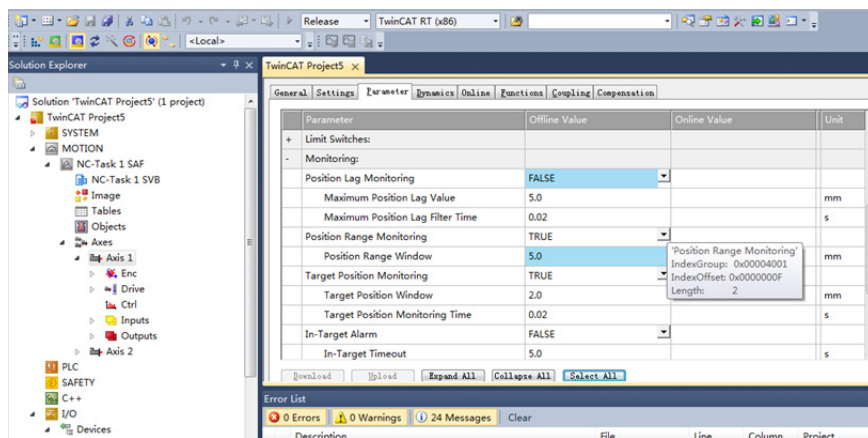 Release TwinCAT RT (x86)
<Local>
Solution Explorer
TwinCAT Project5
General Settings Parameter Dynamics Online Functions Coupling Compensation
Solution 'TwinCAT Project5' (1 project)
TwinCAT Project5
SYSTEM
MOTION
NC-Task 1 SAF
NC-Task 1 SVB
Image
Tables
Objects
Axes
Axis 1
Enc
Drive
Ctrl
Inputs
Outputs
Axis 2
PLC
SAFETY
C++
I/O
Devices
Parameter Offline Value Online Value Unit
+ Limit Switches:
- Monitoring:
Position Lag Monitoring FALSE
Maximum Position Lag Value 5.0 mm
Maximum Position Lag Filter Time 0.02 s
Position Range Monitoring TRUE
Position Range Window 5.0 mm
Target Position Monitoring TRUE
Target Position Window 2.0 mm
Target Position Monitoring Time 0.02 s
In-Target Alarm FALSE
In-Target Timeout 5.0 s
'Position Range Monitoring'
IndexGroup: 0x00004001
IndexOffset: 0x0000000F
Length: 2
Download Upload Expand All Collapse All Select All
Error List
0 Errors 0 Warnings 24 Messages Clear
Description File Line Column Project